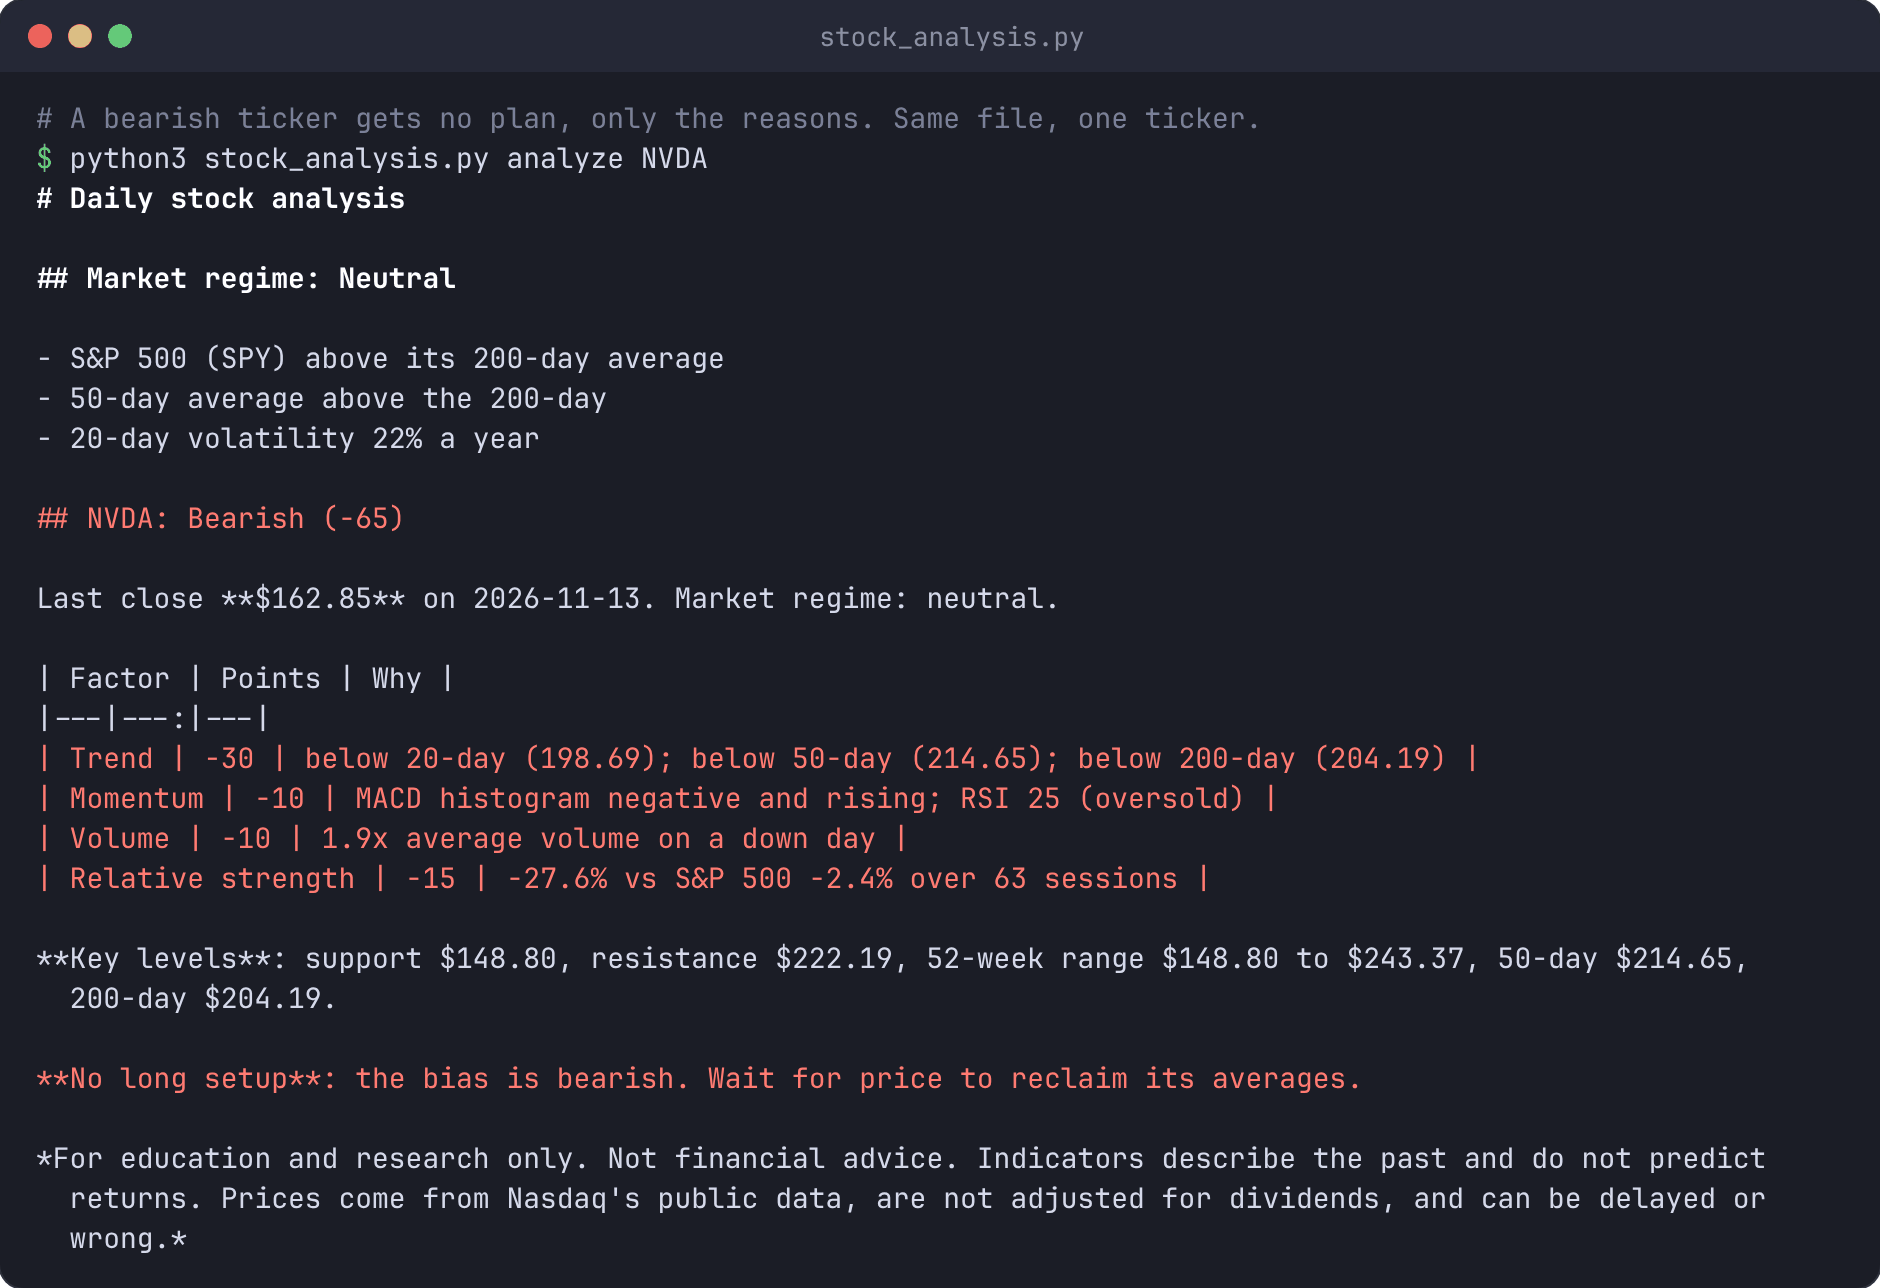 stock_analysis.py
# A bearish ticker gets no plan, only the reasons. Same file, one ticker.
$ python3 stock_analysis.py analyze NVDA
# Daily stock analysis
## Market regime: Neutral
- S&P 500 (SPY) above its 200-day average
- 50-day average above the 200-day
- 20-day volatility 22% a year
## NVDA: Bearish (-65)
Last close **$162.85** on 2026-11-13. Market regime: neutral.
| Factor | Points | Why |
|---|---:|---|
| Trend | -30 | below 20-day (198.69); below 50-day (214.65); below 200-day (204.19) |
| Momentum | -10 | MACD histogram negative and rising; RSI 25 (oversold) |
| Volume | -10 | 1.9x average volume on a down day |
| Relative strength | -15 | -27.6% vs S&P 500 -2.4% over 63 sessions |
**Key levels**: support $148.80, resistance $222.19, 52-week range $148.80 to $243.37, 50-day $214.65,
200-day $204.19.
**No long setup**: the bias is bearish. Wait for price to reclaim its averages.
*For education and research only. Not financial advice. Indicators describe the past and do not predict
returns. Prices come from Nasdaq's public data, are not adjusted for dividends, and can be delayed or
wrong.*